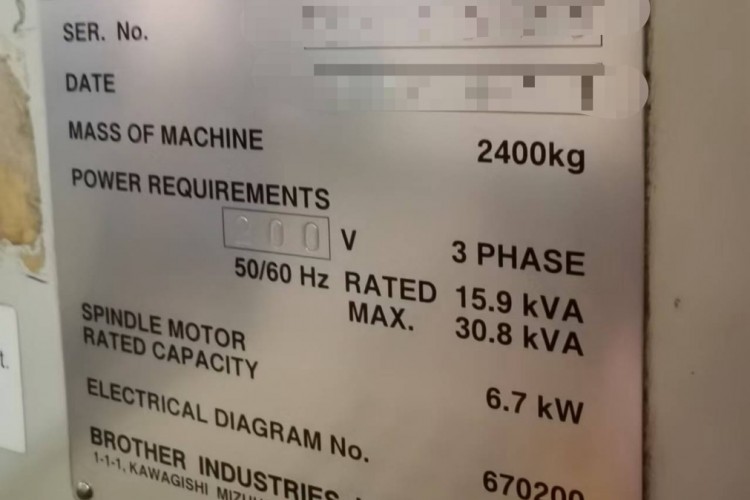 SER. No.
DATE
MASS OF MACHINE 2400kg
POWER REQUIREMENTS
200 V 3 PHASE
50/60 Hz RATED 15.9 kVA
MAX. 30.8 kVA
SPINDLE MOTOR
RATED CAPACITY 6.7 kW
ELECTRICAL DIAGRAM No. 670200
BROTHER INDUSTRIES
1-1-1, KAWAGISHI